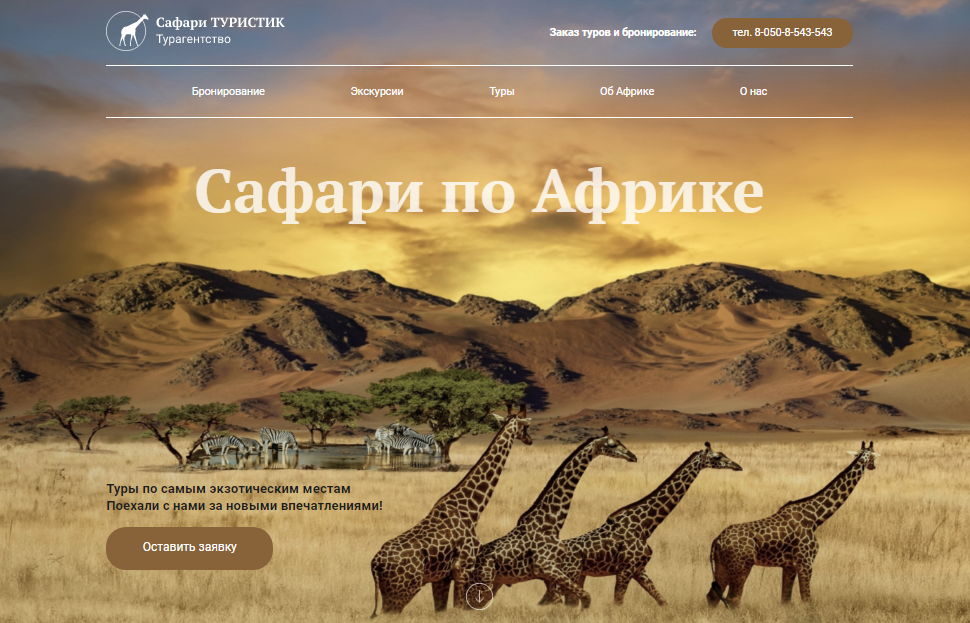 Сафари ТУРИСТИК
Турагентство
Заказ туров и бронирование:
тел. 8-050-8-543-543
Бронирование
Экскурсии
Туры
Об Африке
О нас
Сафари по Африке
Туры по самым экзотическим местам
Поехали с нами за новыми впечатлениями!
Оставить заявку